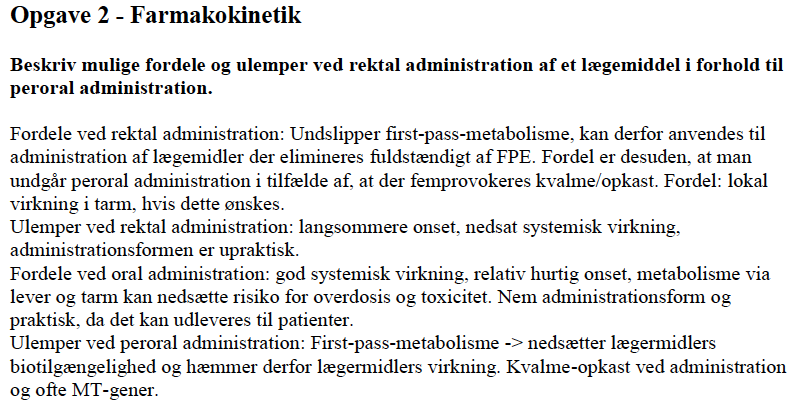 Opgave 2 - Farmakokinetik
Beskriv mulige fordele og ulemper ved rektal administration af et lægemiddel i forhold til
peroral administration.
Fordele ved rektal administration: Undslipper first-pass-metabolisme, kan derfor anvendes til
administration af lægemidler der elimineres fuldstændigt af FPE. Fordel er desuden, at man
undgår peroral administration i tilfælde af, at der femprovokeres kvalme/opkast. Fordel: lokal
virkning i tarm, hvis dette ønskes.
Ulemper ved rektal administration: langsommere onset, nedsat systemisk virkning,
administrationsformen er upraktisk.
Fordele ved oral administration: god systemisk virkning, relativ hurtig onset, metabolisme via
lever og tarm kan nedsætte risiko for overdosis og toxicitet. Nem administrationsform og
praktisk, da det kan udleveres til patienter.
Ulemper ved peroral administration: First-pass-metabolisme -> nedsætter lægermidlers
biotilgængelighed og hæmmer derfor lægermidlers virkning. Kvalme-opkast ved administration
og ofte MT-gener.